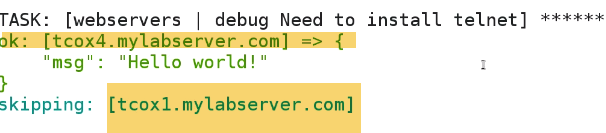 TASK: [webservers | debug Need to install telnet] ******
ok: [tcox4.mylabserver.com] => {
    "msg": "Hello world!"
}
skipping: [tcox1.mylabserver.com]